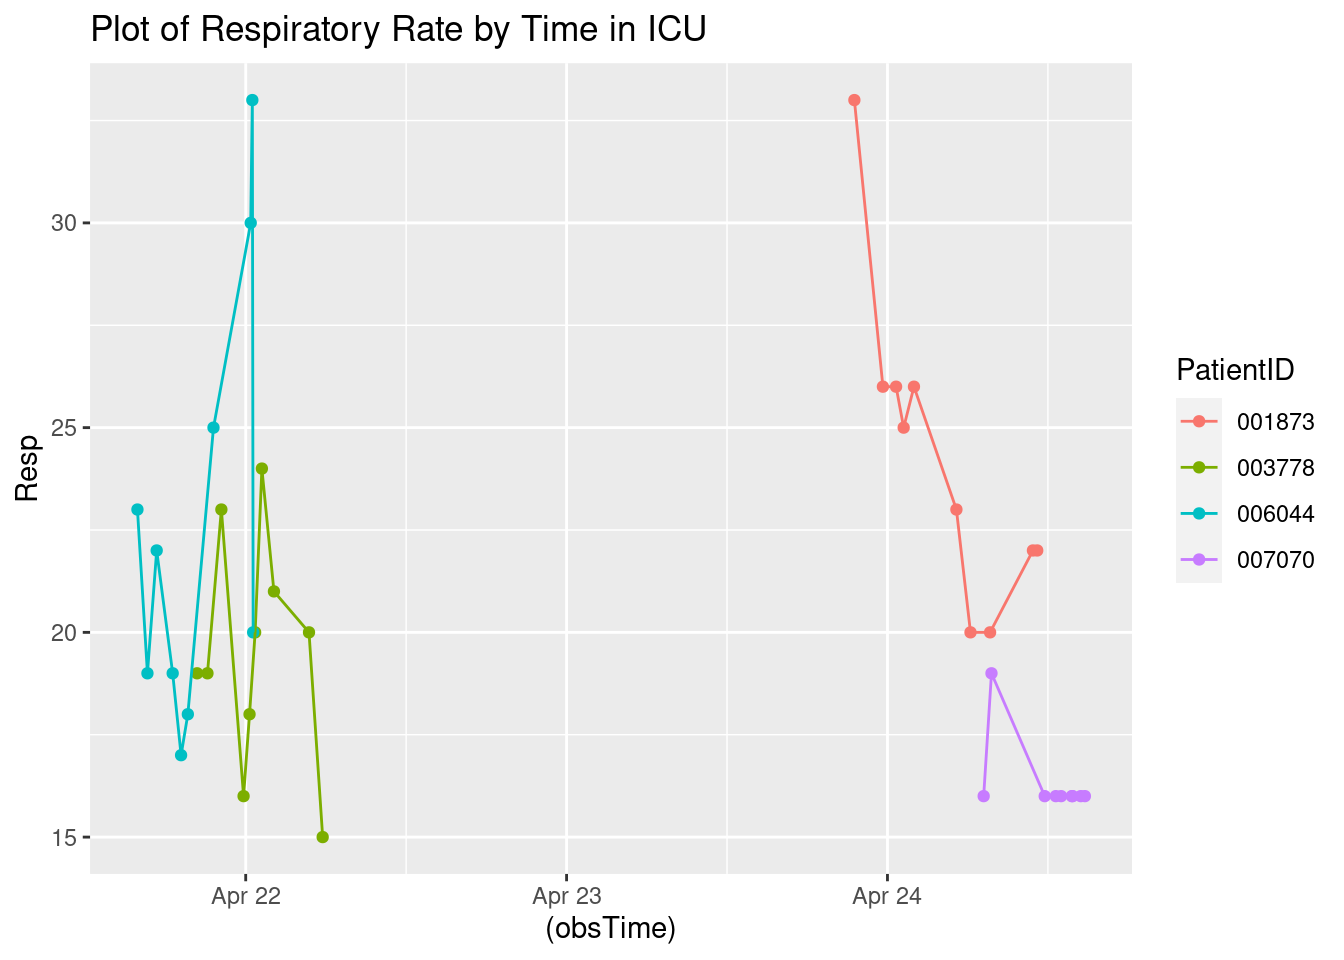 Plot of Respiratory Rate by Time in ICU
Resp
30
25
20
15
Apr 22
Apr 23
Apr 24
(obsTime)
PatientID
001873
003778
006044
007070